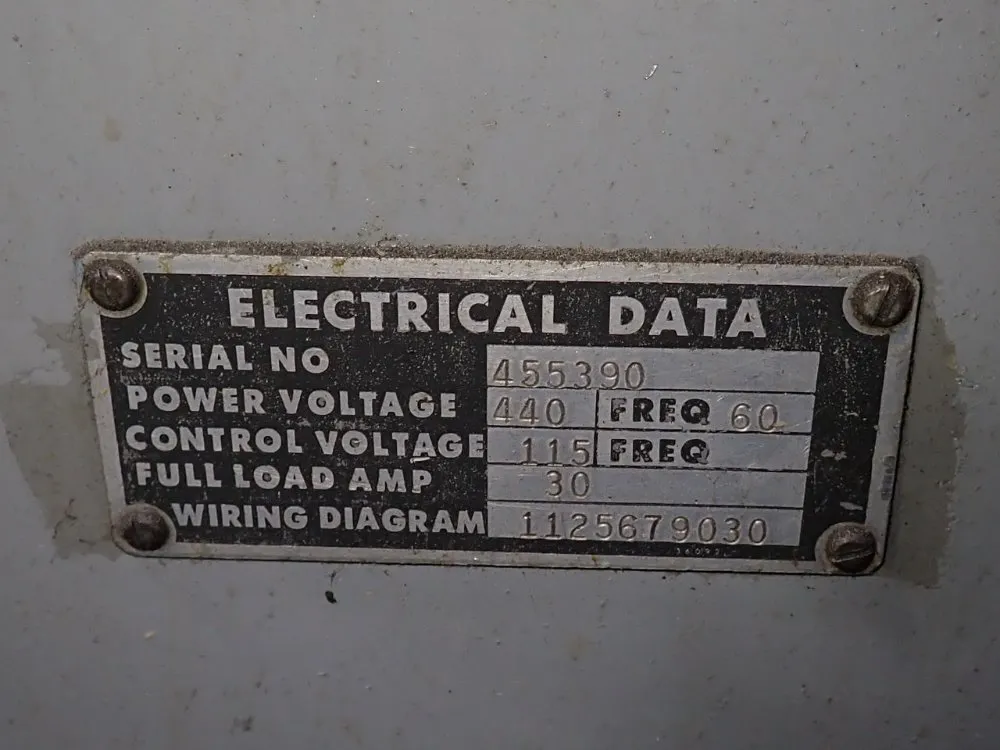 ELECTRICAL DATA
SERIAL NO 455390
POWER VOLTAGE 440 FREQ 60
CONTROL VOLTAGE 115 FREQ
FULL LOAD AMP 30
WIRING DIAGRAM 1125679030